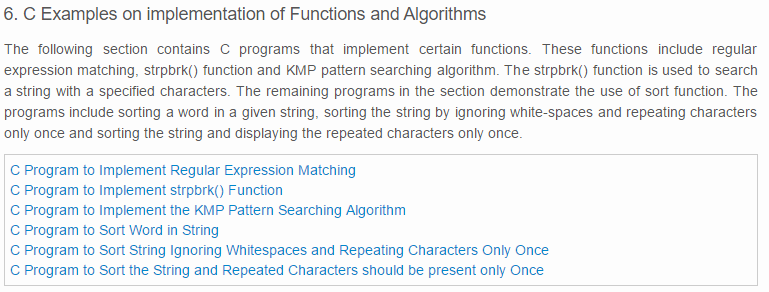 6. C Examples on implementation of Functions and Algorithms
The following section contains C programs that implement certain functions. These functions include regular
expression matching, strpbrk() function and KMP pattern searching algorithm. The strpbrk() function is used to search
a string with a specified characters. The remaining programs in the section demonstrate the use of sort function. The
programs include sorting a word in a given string, sorting the string by ignoring white-spaces and repeating characters
only once and sorting the string and displaying the repeated characters only once.
C Program to Implement Regular Expression Matching
C Program to Implement strpbrk() Function
C Program to Implement the KMP Pattern Searching Algorithm
C Program to Sort Word in String
C Program to Sort String Ignoring Whitespaces and Repeating Characters Only Once
C Program to Sort the String and Repeated Characters should be present only Once